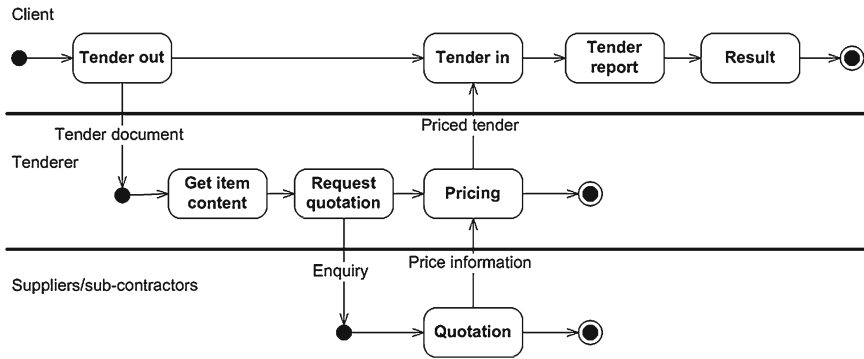 Client
Tender out
Tender in
Tender
report
Result
Tender document
Priced tender
Tenderer
Get item
content
Request
quotation
Pricing
Enquiry
Price information
Suppliers/sub-contractors
Quotation